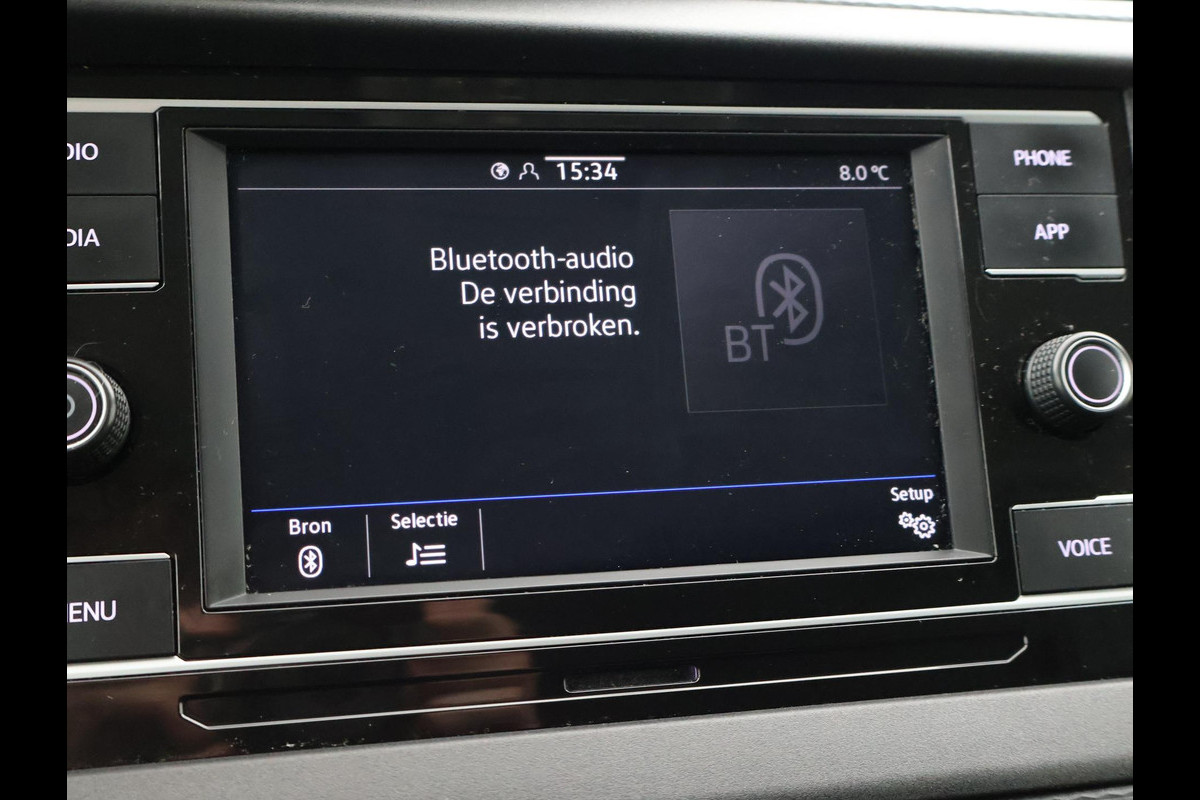 15:34
8.0 °C
Bluetooth-audio
De verbinding
is verbroken.
BT
Bron
Selectie
Setup
DIO
DIA
ENU
PHONE
APP
VOICE